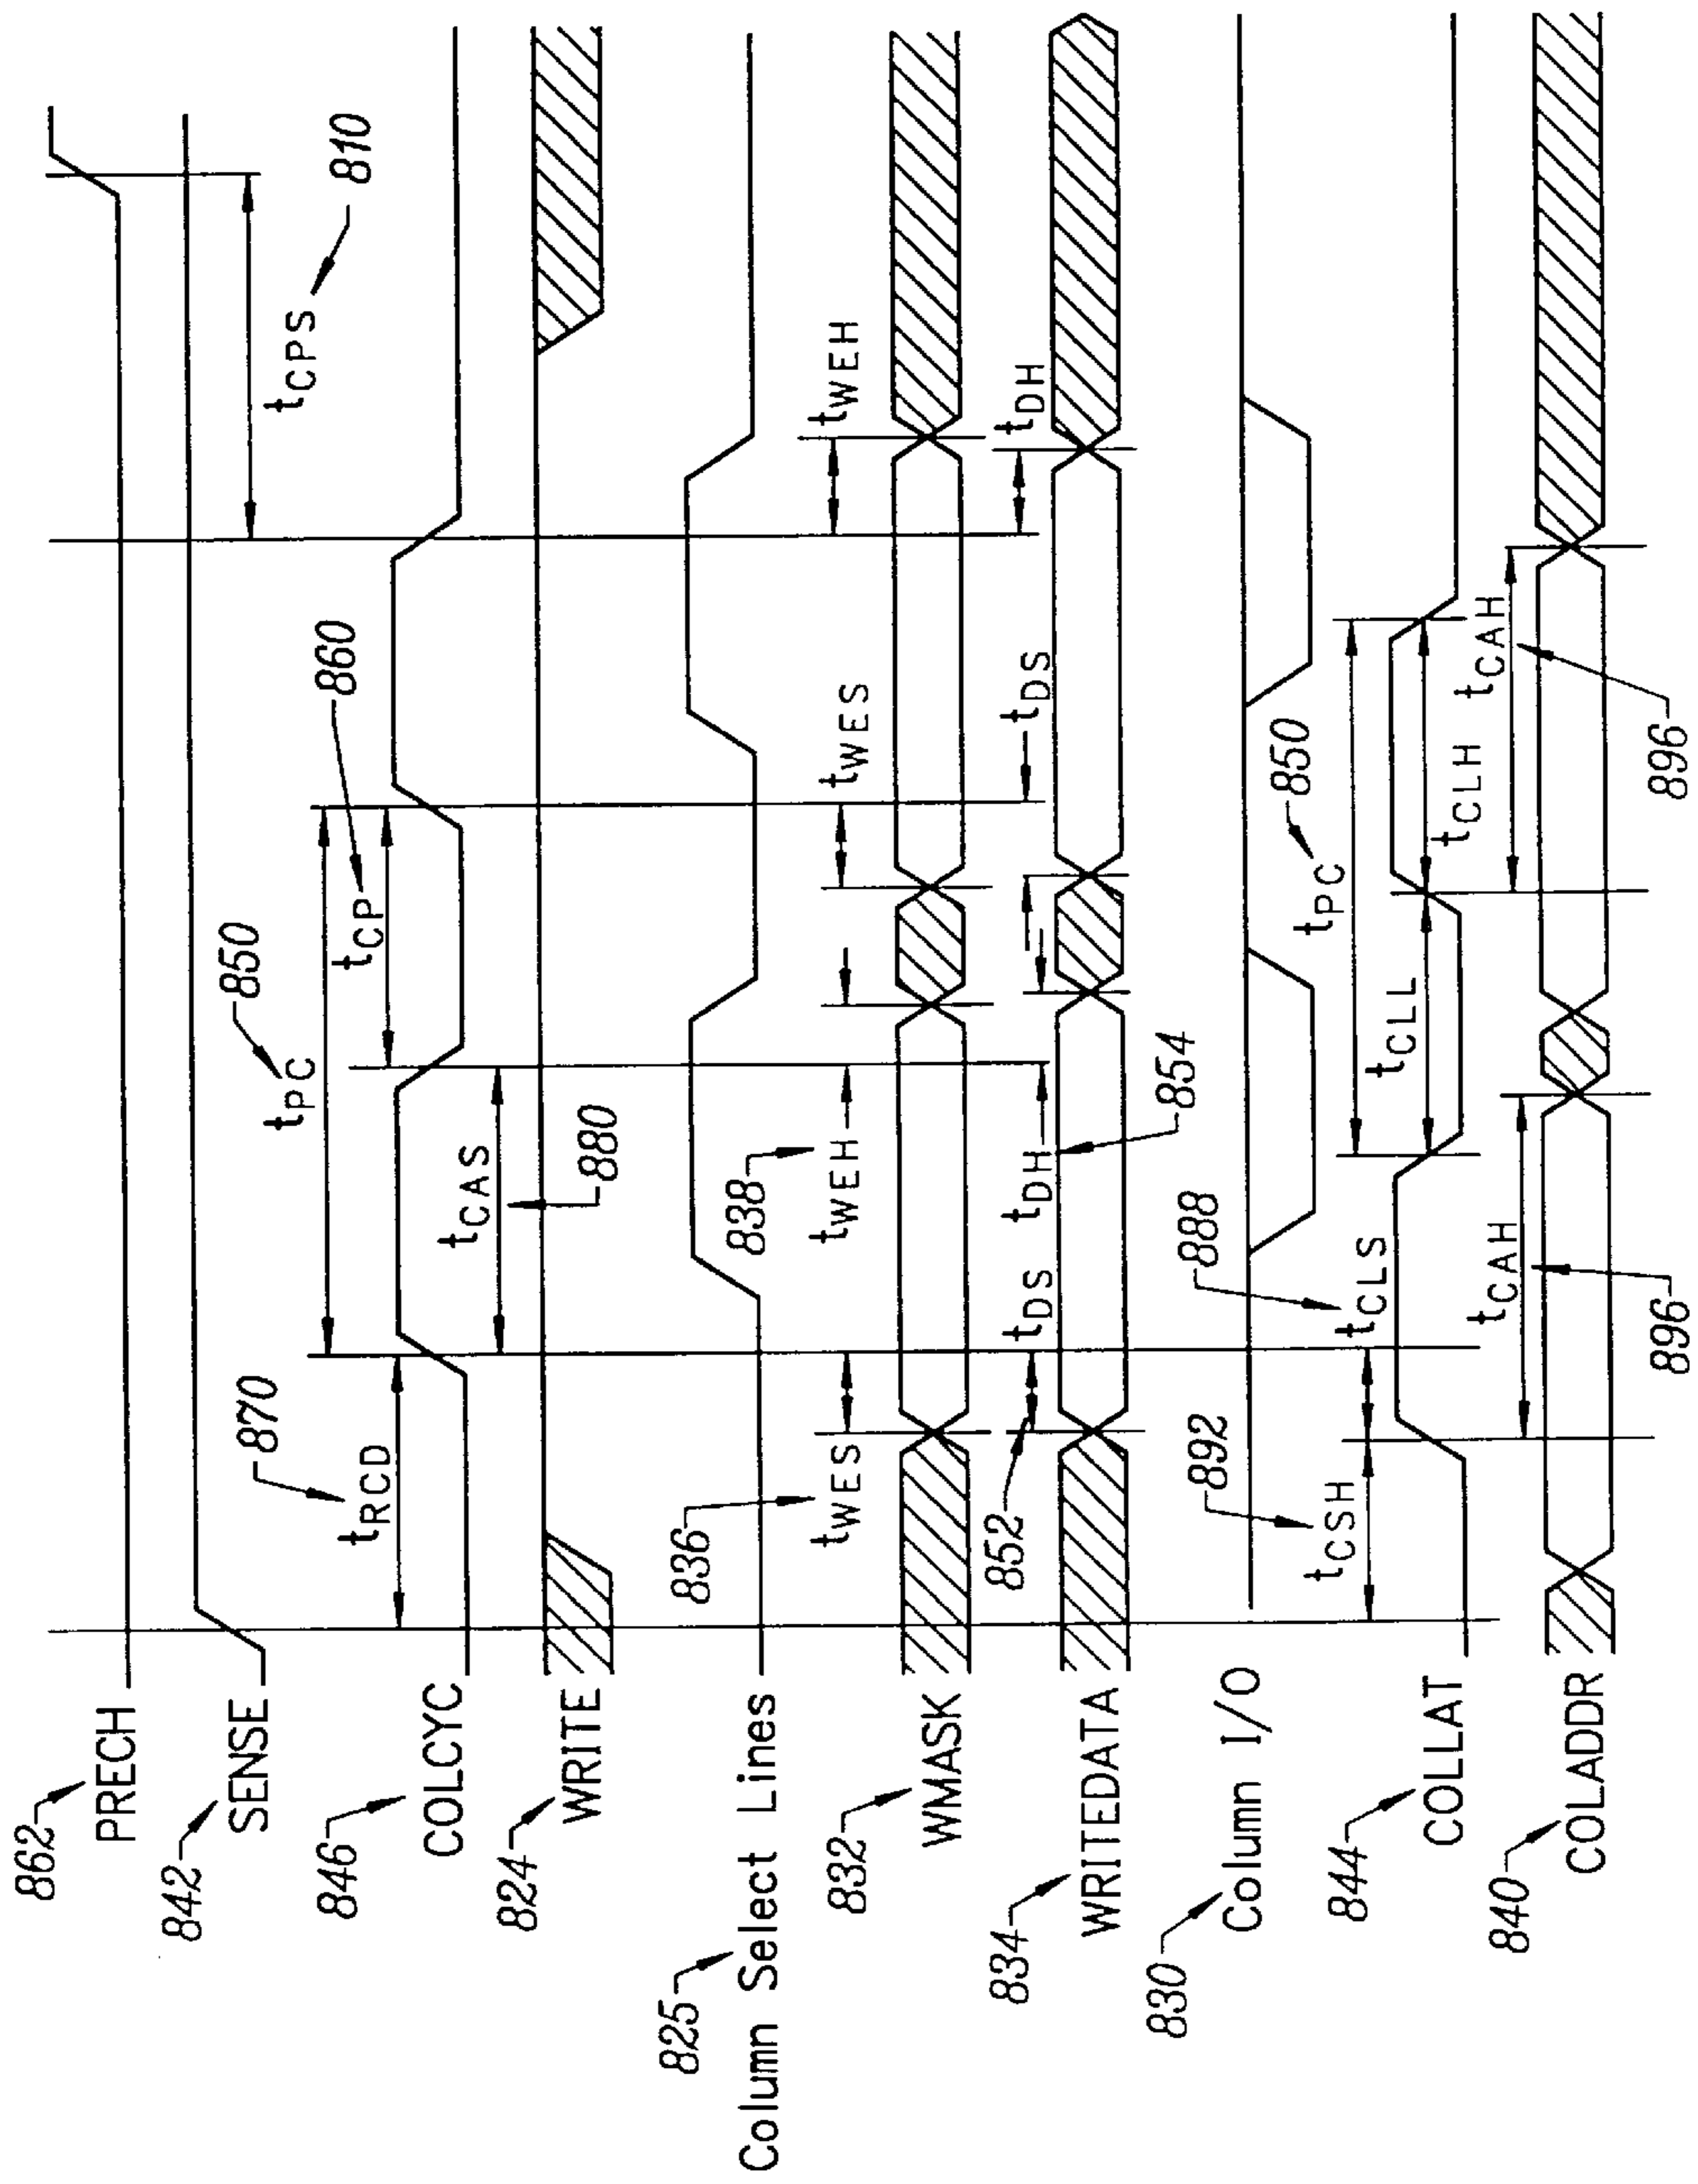 862
PRECH
842
SENSE
tCPS
810
846
COLCYC
tRCD
870
tPC
850
tCP
860
tCAS
880
824
WRITE
825
Column Select Lines
832
WMASK
836
tWES
838
tWEH
tWES
tWEH
834
WRITEDATA
852
tDS
tDH
854
tDS
tDH
830
Column I/O
844
COLLAT
892
tCSH
888
tCLS
tPC
850
tCLL
tCLH
840
COLADDR
tCAH
896
tCAH
896